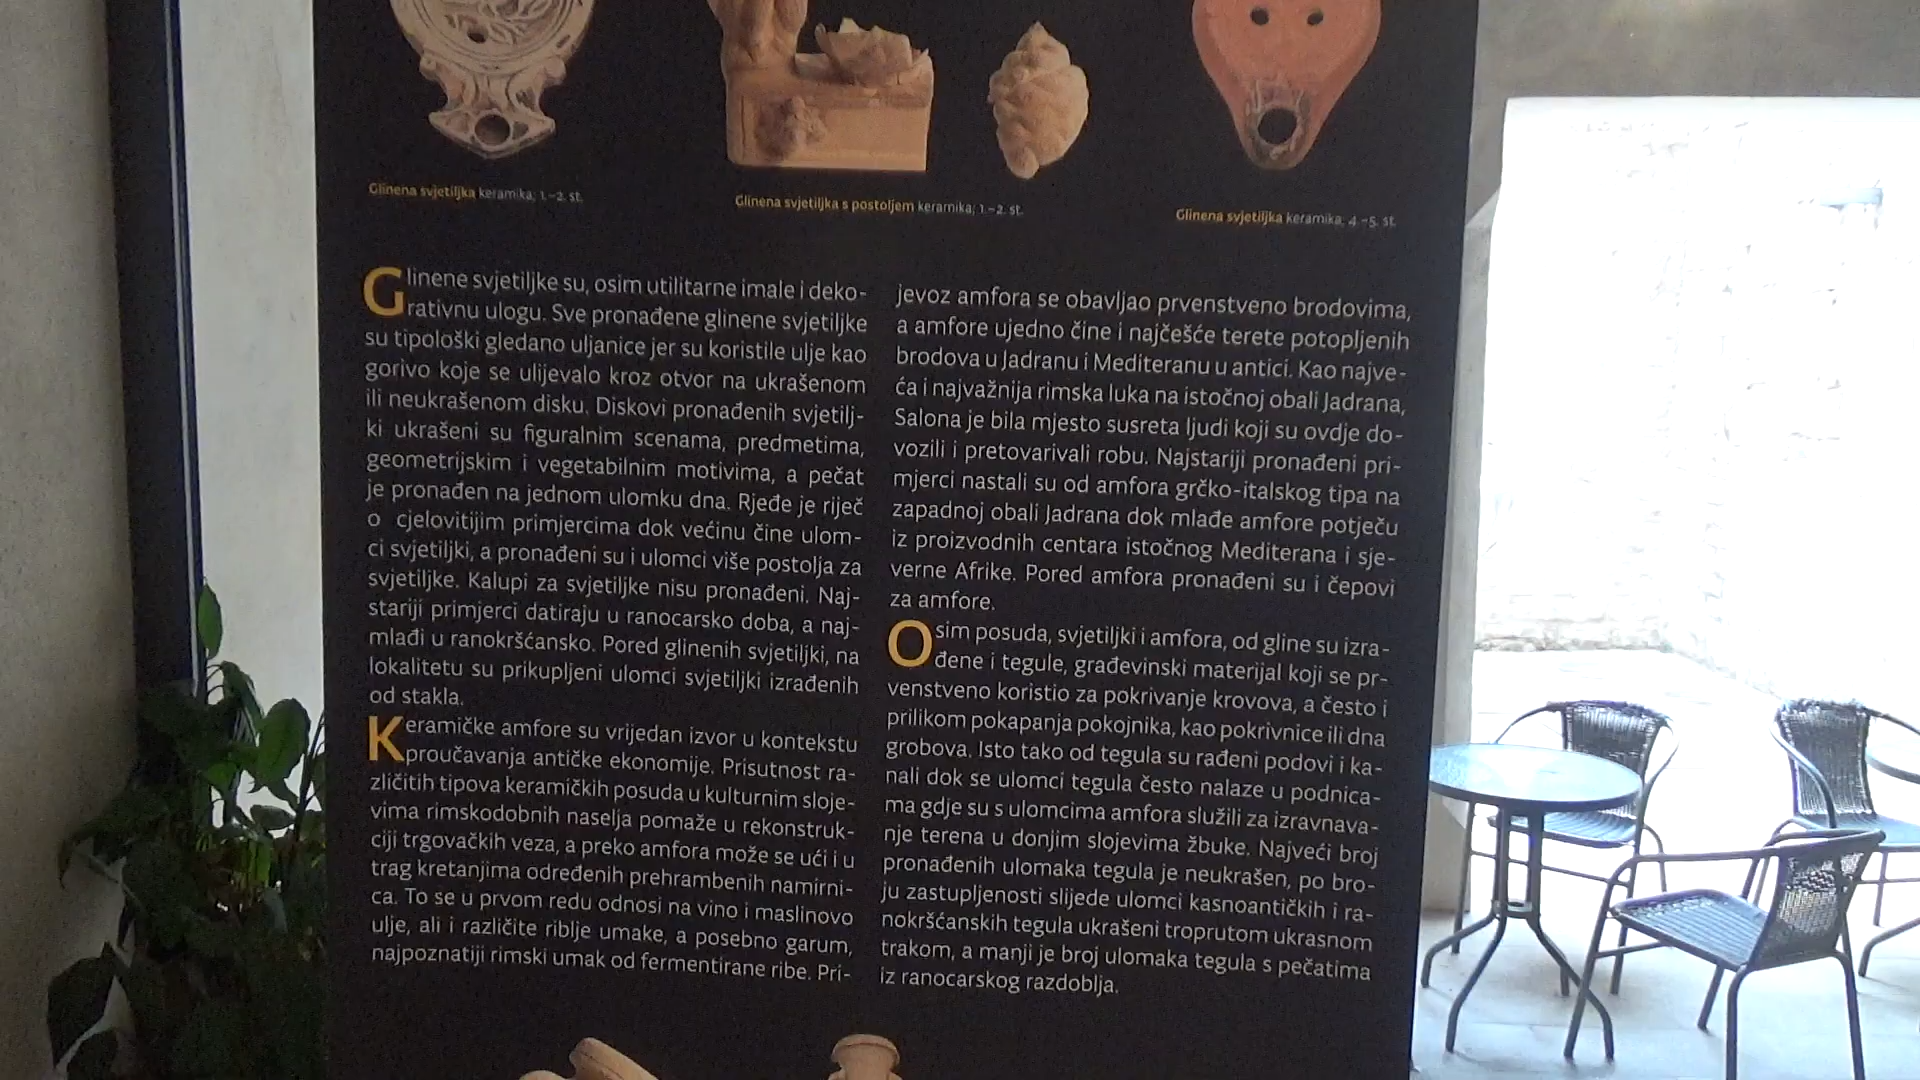 Glinena svjetiljka keramika; 1.–2. st.
Glinena svjetiljka s postoljem keramika; 1.–2. st.
Glinena svjetiljka keramika, 4.–5. st.
Glinene svjetiljke su, osim utilitarne imale i deko-
rativnu ulogu. Sve pronađene glinene svjetiljke
su tipološki gledano uljanice jer su koristile ulje kao
gorivo koje se ulijevalo kroz otvor na ukrašenom
ili neukrašenom disku. Diskovi pronađenih svjetilj-
ki ukrašeni su figuralnim scenama, predmetima,
geometrijskim i vegetabilnim motivima, a pečat
je pronađen na jednom ulomku dna. Rjeđe je riječ
o cjelovitijim primjercima dok većinu čine ulom-
ci svjetiljki, a pronađeni su i ulomci više postolja za
svjetiljke. Kalupi za svjetiljke nisu pronađeni. Naj-
stariji primjerci datiraju u ranocarsko doba, a naj-
mlađi u ranokršćansko. Pored glinenih svjetiljki, na
lokalitetu su prikupljeni ulomci svjetiljki izrađenih
od stakla.
Keramičke amfore su vrijedan izvor u kontekstu
proučavanja antičke ekonomije. Prisutnost ra-
zličitih tipova keramičkih posuda u kulturnim sloje-
vima rimskodobnih naselja pomaže u rekonstruk-
ciji trgovačkih veza, a preko amfora može se ući i u
trag kretanjima određenih prehrambenih namirni-
ca. To se u prvom redu odnosi na vino i maslinovo
ulje, ali i različite riblje umake, a posebno garum,
najpoznatiji rimski umak od fermentirane ribe. Pri-
jevoz amfora se obavljao prvenstveno brodovima,
a amfore ujedno čine i najčešće terete potopljenih
brodova u Jadranu i Mediteranu u antici. Kao najve-
ća i najvažnija rimska luka na istočnoj obali Jadrana,
Salona je bila mjesto susreta ljudi koji su ovdje do-
vozili i pretovarivali robu. Najstariji pronađeni pri-
mjerci nastali su od amfora grčko-italskog tipa na
zapadnoj obali Jadrana dok mlađe amfore potječu
iz proizvodnih centara istočnog Mediterana i sje-
verne Afrike. Pored amfora pronađeni su i čepovi
za amfore.
Osim posuda, svjetiljki i amfora, od gline su izra-
đene i tegule, građevinski materijal koji se pr-
venstveno koristio za pokrivanje krovova, a često i
prilikom pokapanja pokojnika, kao pokrivnice ili dna
grobova. Isto tako od tegula su rađeni podovi i ka-
nali dok se ulomci tegula često nalaze u podnica-
ma gdje su s ulomcima amfora služili za izravnava-
nje terena u donjim slojevima žbuke. Najveći broj
pronađenih ulomaka tegula je neukrašen, po bro-
ju zastupljenosti slijede ulomci kasnoantičkih i ra-
nokršćanskih tegula ukrašeni troprutom ukrasnom
trakom, a manji je broj ulomaka tegula s pečatima
iz ranocarskog razdoblja.